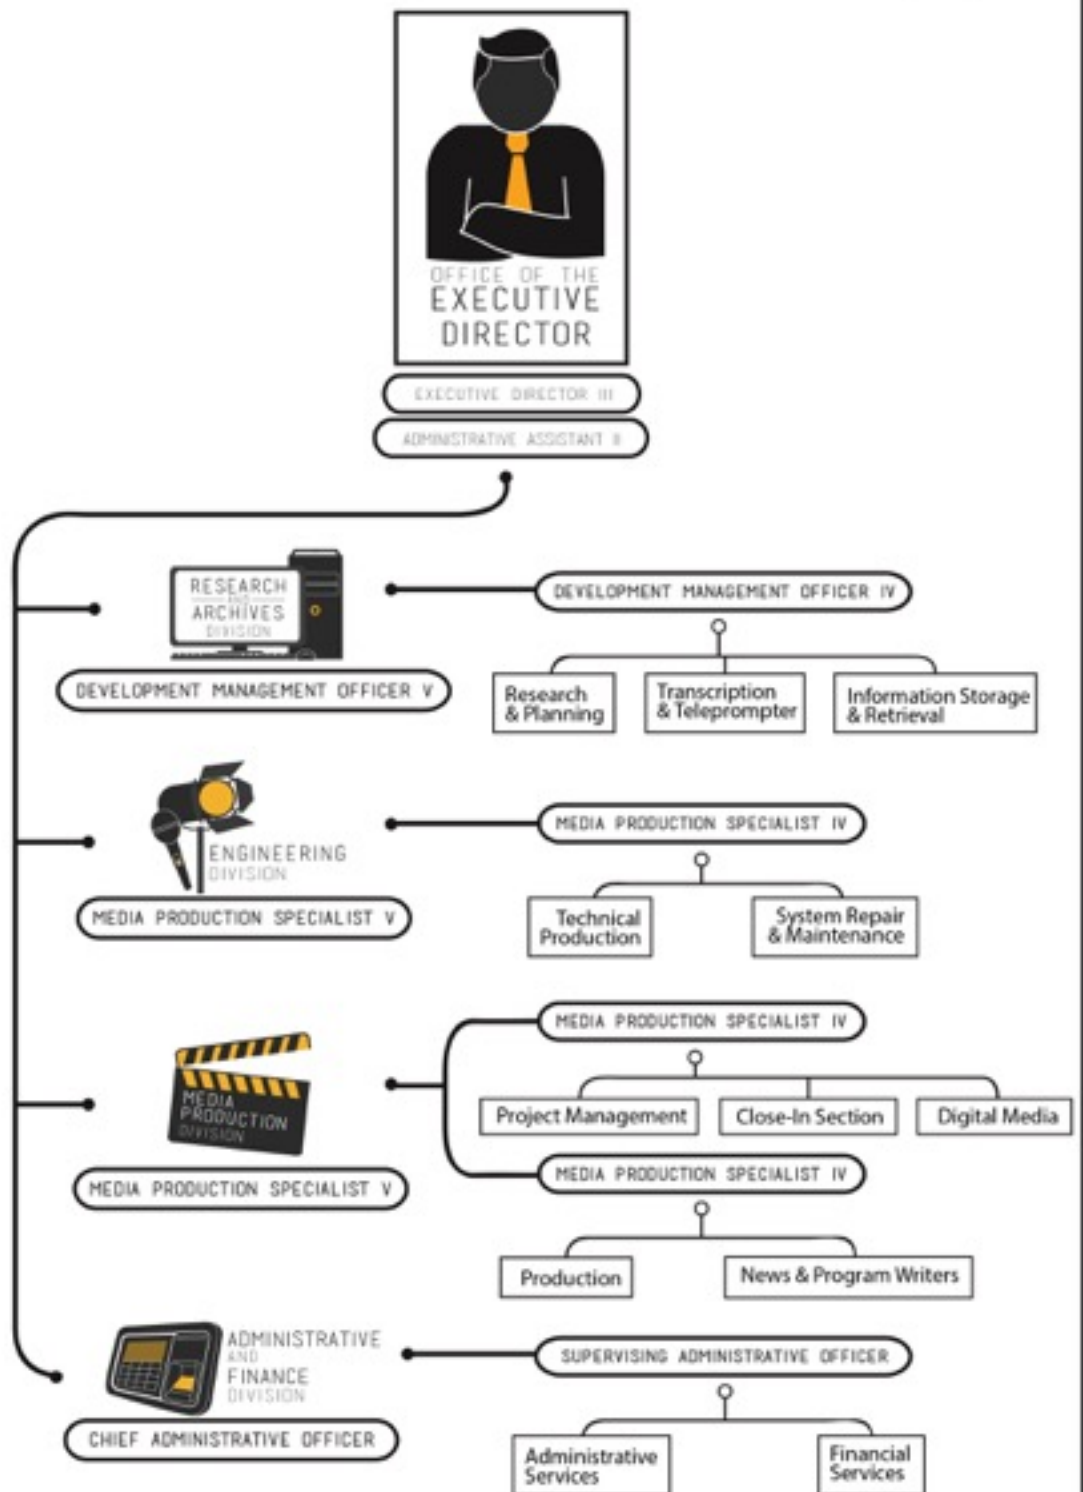 OFFICE OF THE
EXECUTIVE
DIRECTOR
EXECUTIVE DIRECTOR III
ADMINISTRATIVE ASSISTANT II
RESEARCH
AND
ARCHIVES
DIVISION
DEVELOPMENT MANAGEMENT OFFICER V
DEVELOPMENT MANAGEMENT OFFICER IV
Research
& Planning
Transcription
& Teleprompter
Information Storage
& Retrieval
ENGINEERING
DIVISION
MEDIA PRODUCTION SPECIALIST V
MEDIA PRODUCTION SPECIALIST IV
Technical
Production
System Repair
& Maintenance
MEDIA
PRODUCTION
DIVISION
MEDIA PRODUCTION SPECIALIST V
MEDIA PRODUCTION SPECIALIST IV
Project Management
Close-In Section
Digital Media
MEDIA PRODUCTION SPECIALIST IV
Production
News & Program Writers
ADMINISTRATIVE
AND
FINANCE
DIVISION
CHIEF ADMINISTRATIVE OFFICER
SUPERVISING ADMINISTRATIVE OFFICER
Administrative
Services
Financial
Services